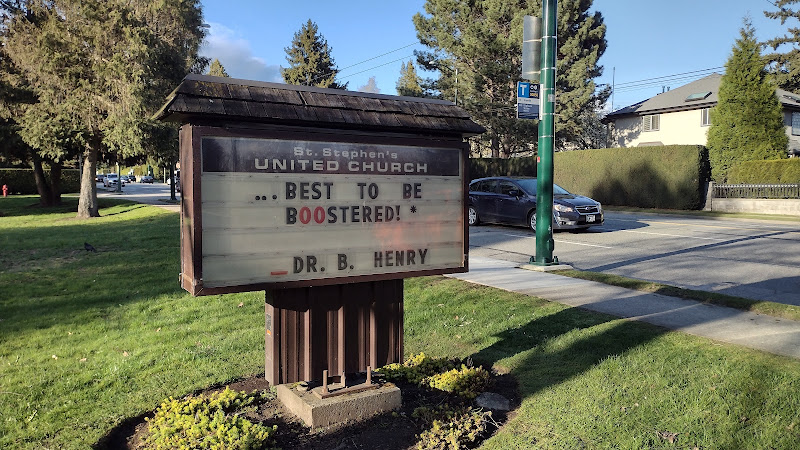 St. Stephen's
UNITED CHURCH
... BEST TO BE
BOOSTERED! *
_ DR. B. HENRY
T